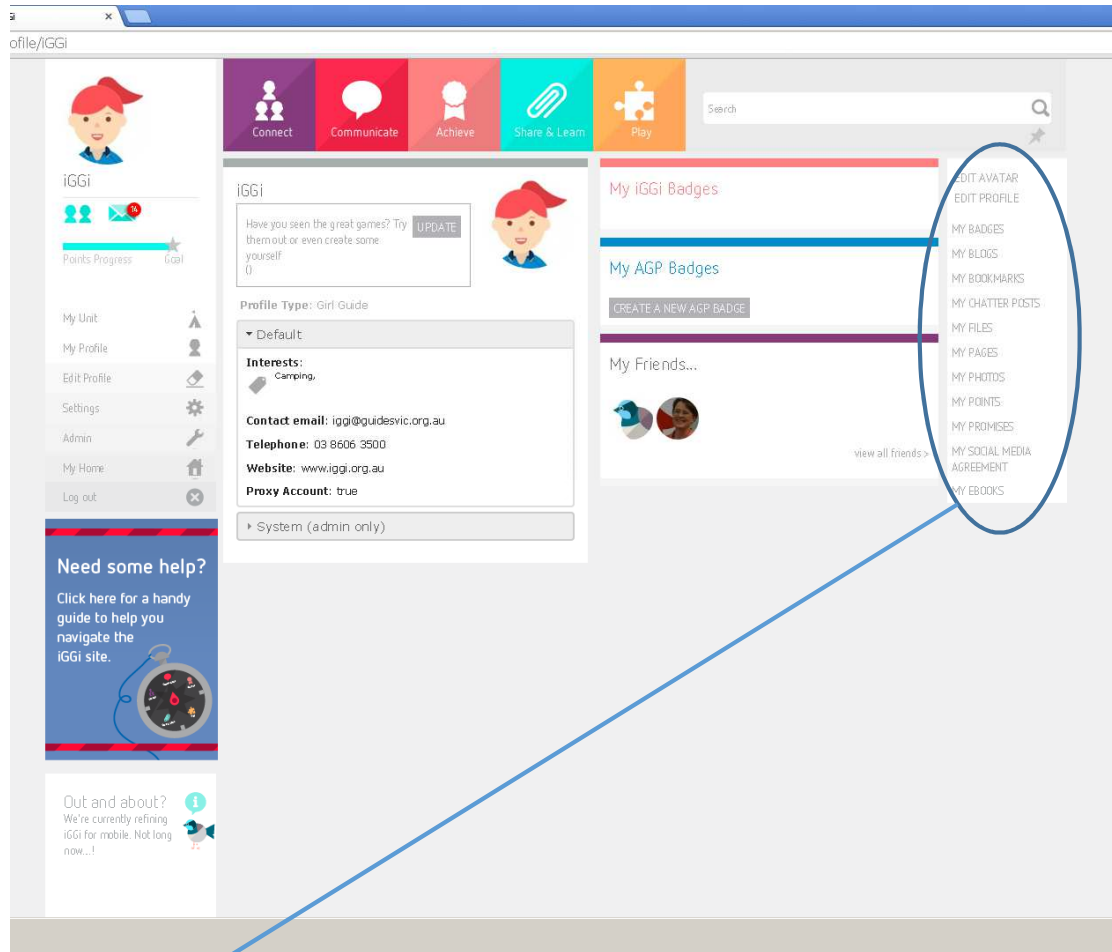 ofile/iGGi
Connect
Communicate
Achieve
Share & Learn
Play
Search
iGGi
14
Points Progress Goal
My Unit
My Profile
Edit Profile
Settings
Admin
My Home
Log out
Need some help?
Click here for a handy
guide to help you
navigate the
iGGi site.
Out and about?
We're currently refining
iGGi for mobile. Not long
now...!
iGGi
Have you seen the great games? Try
them out or even create some
yourself
()
UPDATE
Profile Type: Girl Guide
Default
Interests:
Camping,
Contact email: iggi@guidesvic.org.au
Telephone: 03 8606 3500
Website: www.iggi.org.au
Proxy Account: true
System (admin only)
My iGGi Badges
My AGP Badges
CREATE A NEW AGP BADGE
My Friends...
view all friends >
EDIT AVATAR
EDIT PROFILE
MY BADGES
MY BLOGS
MY BOOKMARKS
MY CHATTER POSTS
MY FILES
MY PAGES
MY PHOTOS
MY POINTS
MY PROMISES
MY SOCIAL MEDIA
AGREEMENT
MY EBOOKS